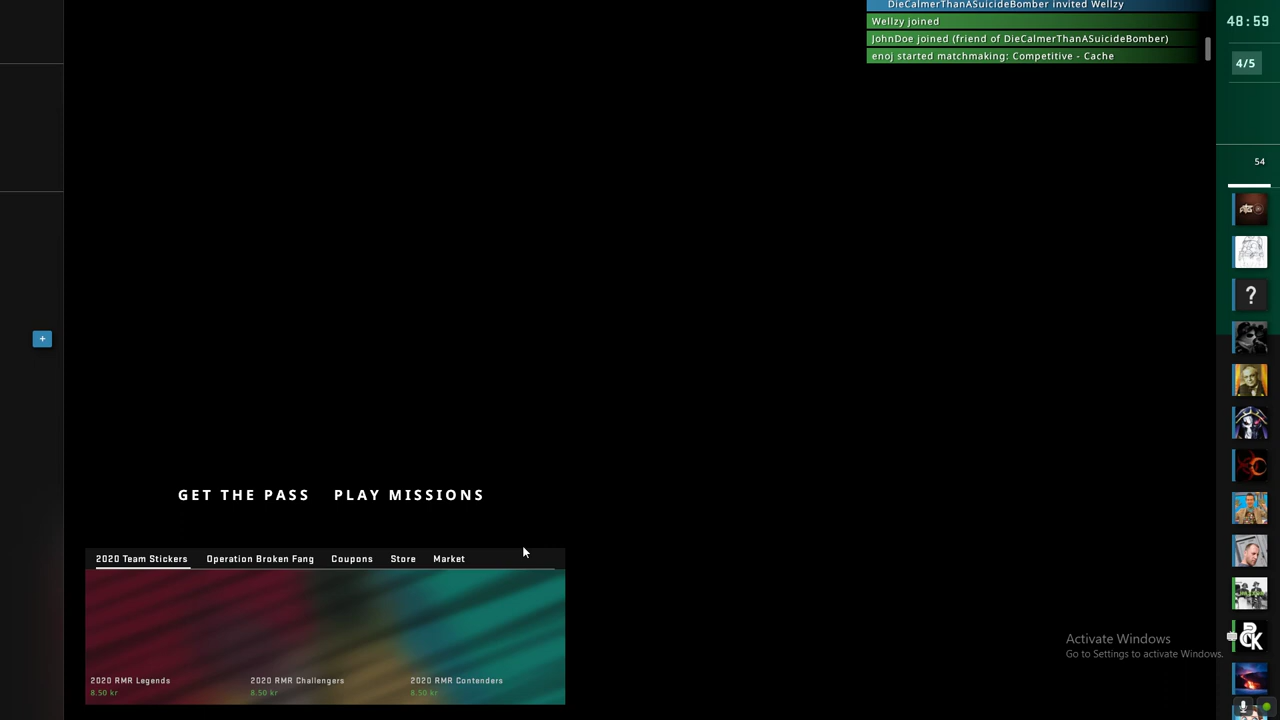 DieCalmerThanASuicideBomber invited Wellzy
Wellzy joined
JohnDoe joined (friend of DieCalmerThanASuicideBomber)
enoj started matchmaking: Competitive - Cache
48:59
4/5
54
+
?
GET THE PASS PLAY MISSIONS
2020 Team Stickers Operation Broken Fang Coupons Store Market
2020 RMR Legends 2020 RMR Challengers 2020 RMR Contenders
8.50 kr 8.50 kr 8.50 kr
Activate Windows
Go to Settings to activate Windows.